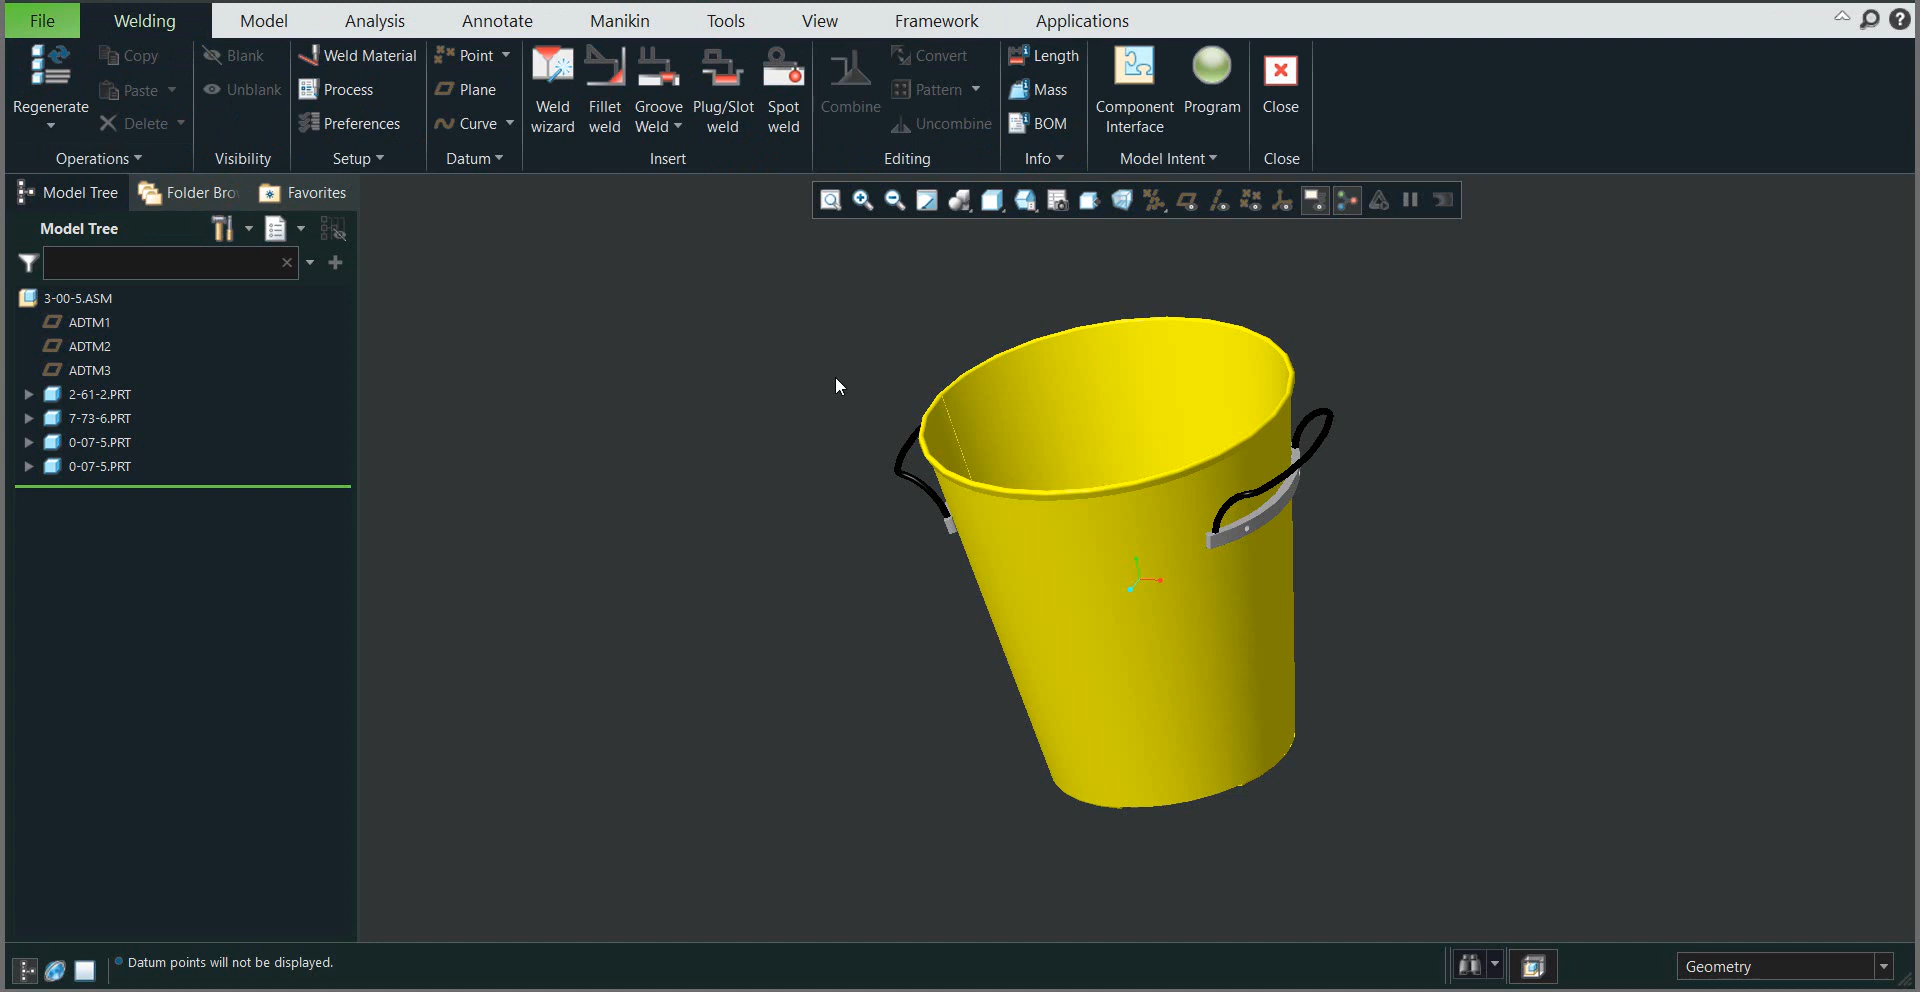 File Welding Model Analysis Annotate Manikin Tools View Framework Applications
Regenerate
Copy
Paste
Delete
Operations
Blank
Unblank
Visibility
Weld Material
Process
Preferences
Setup
Point
Plane
Curve
Datum
Weld wizard
Fillet weld
Groove Weld
Plug/Slot weld
Spot weld
Insert
Combine
Convert
Pattern
Uncombine
Editing
Length
Mass
BOM
Info
Component Interface
Program
Model Intent
Close
Close
Model Tree Folder Bro Favorites
Model Tree
3-00-5.ASM
ADTM1
ADTM2
ADTM3
2-61-2.PRT
7-73-6.PRT
0-07-5.PRT
0-07-5.PRT
Datum points will not be displayed.
Geometry